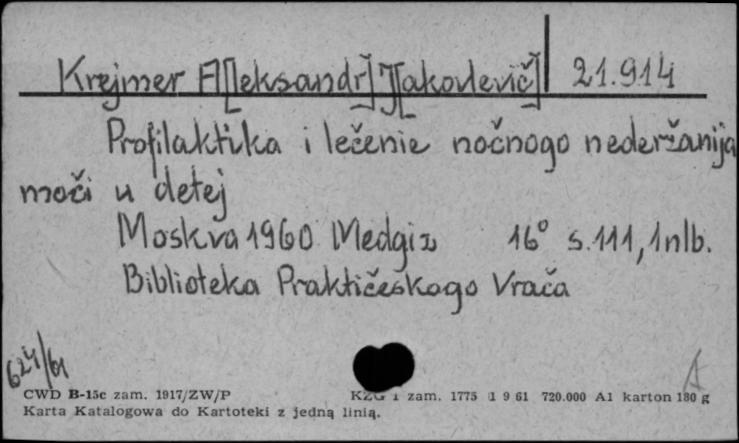 Krejmer A[leksandr] J[akovlevič] 21.914
Profilaktika i lečenie nočnogo nederžanija
moči u detej
Moskva 1960 Medgiz 16° s.111, 1 nlb.
Biblioteka Praktičeskogo Vrača
624/61
A
CWD B-15c zam. 1917/ZW/P KZG 1 zam. 1775 1 9 61 720.000 A1 karton 180 g
Karta Katalogowa do Kartoteki z jedną linią.